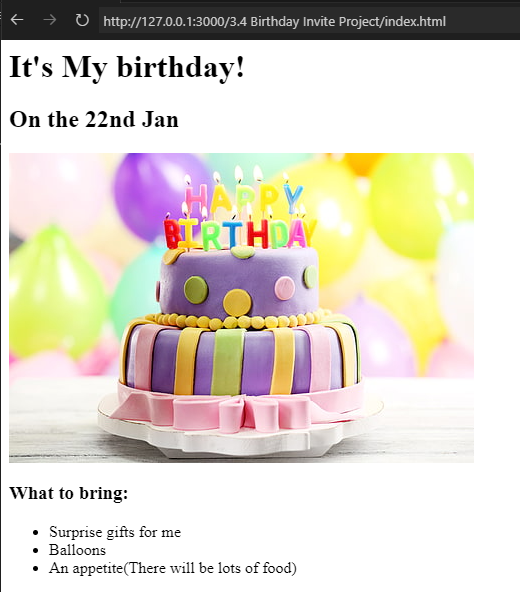 http://127.0.0.1:3000/3.4 Birthday Invite Project/index.html
It's My birthday!
On the 22nd Jan
HAPPY
BIRTHDAY
What to bring:
Surprise gifts for me
Balloons
An appetite(There will be lots of food)